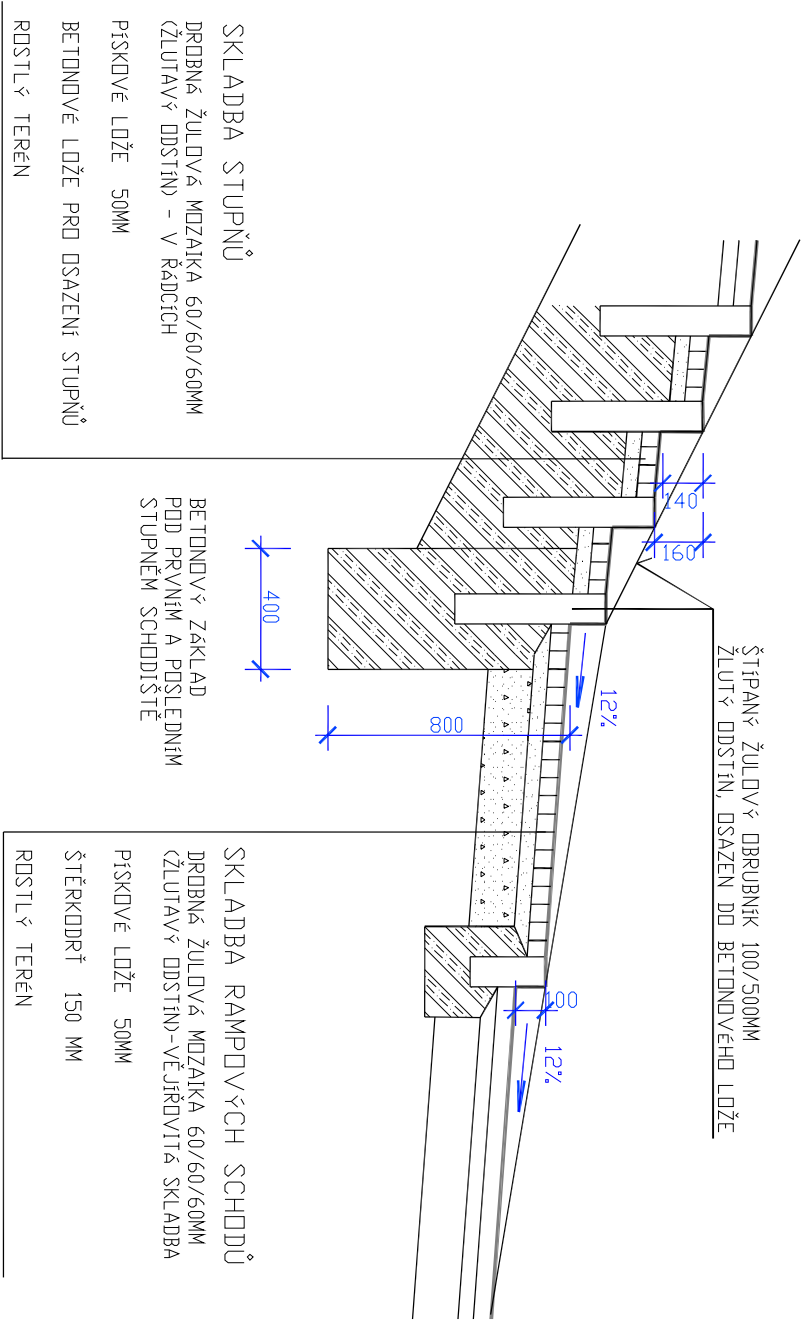 ŠTÍPANÝ ŽULOVÝ OBRUBNÍK 100/500MM
ŽLUTÝ ODSTÍN, OSAZEN DO BETONOVÉHO LOŽE
140
160
12%
12%
100
800
400
SKLADBA STUPŇŮ
DROBNÁ ŽULOVÁ MOZAIKA 60/60/60MM
(ŽLUTAVÝ ODSTÍN) - V ŘÁDCÍCH
PÍSKOVÉ LOŽE 50MM
BETONOVÉ LOŽE PRO OSAZENÍ STUPŇŮ
ROSTLÝ TERÉN
BETONOVÝ ZÁKLAD
POD PRVNÍM A POSLEDNÍM
STUPNĚM SCHODIŠTĚ
SKLADBA RAMPOVÝCH SCHODŮ
DROBNÁ ŽULOVÁ MOZAIKA 60/60/60MM
(ŽLUTAVÝ ODSTÍN)-VĚJÍŘOVITÁ SKLADBA
PÍSKOVÉ LOŽE 50MM
ŠTĚRKODRŤ 150 MM
ROSTLÝ TERÉN